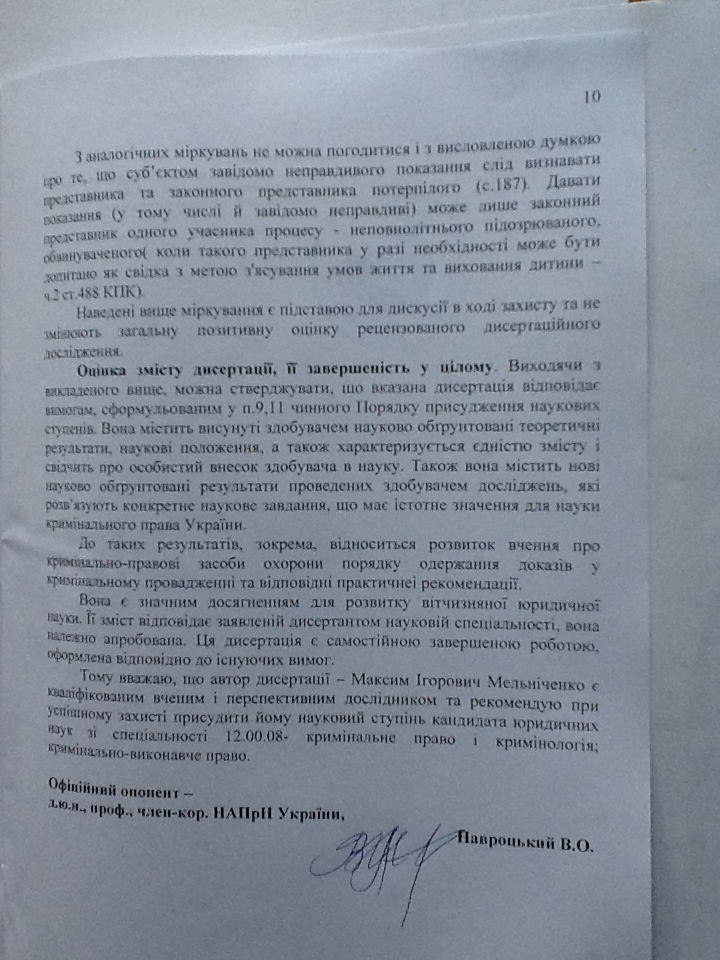 10
З аналогічних міркувань не можна погодитися і з висловленою думкою
про те, що суб'єктом завідомо неправдивого показання слід визнавати
представника та законного представника потерпілого (с.187). Давати
показання (у тому числі й завідомо неправдиві) може лише законний
представник одного учасника процесу - неповнолітнього підозрюваного,
обвинуваченого( коли такого представника у разі необхідності може бути
допитано як свідка з метою з'ясування умов життя та виховання дитини –
ч.2 ст.488 КПК).
Наведені вище міркування є підставою для дискусії в ході захисту та не
змінюють загальну позитивну оцінку рецензованого дисертаційного
дослідження.
Оцінка змісту дисертації, її завершеність у цілому. Виходячи з
викладеного вище, можна стверджувати, що вказана дисертація відповідає
вимогам, сформульованим у п.9,11 чинного Порядку присудження наукових
ступенів. Вона містить висунуті здобувачем науково обґрунтовані теоретичні
результати, наукові положення, а також характеризується єдністю змісту і
свідчить про особистий внесок здобувача в науку. Також вона містить нові
науково обґрунтовані результати проведених здобувачем досліджень, які
розв'язують конкретне наукове завдання, що має істотне значення для науки
кримінального права України.
До таких результатів, зокрема, відноситься розвиток вчення про
кримінально-правові засоби охорони порядку одержання доказів у
кримінальному провадженні та відповідні практичнеі рекомендації.
Вона є значним досягненням для розвитку вітчизняної юридичної
науки. Її зміст відповідає заявленій дисертантом науковій спеціальності, вона
належно апробована. Ця дисертація є самостійною завершеною роботою,
оформлена відповідно до існуючих вимог.
Тому вважаю, що автор дисертації – Максим Ігорович Мельніченко є
кваліфікованим вченим і перспективним дослідником та рекомендую при
успішному захисті присудити йому науковий ступінь кандидата юридичних
наук зі спеціальності 12.00.08- кримінальне право і кримінологія;
кримінально-виконавче право.
Офіційний опонент –
д.ю.н., проф., член-кор. НАПрН України,
Навроцький В.О.